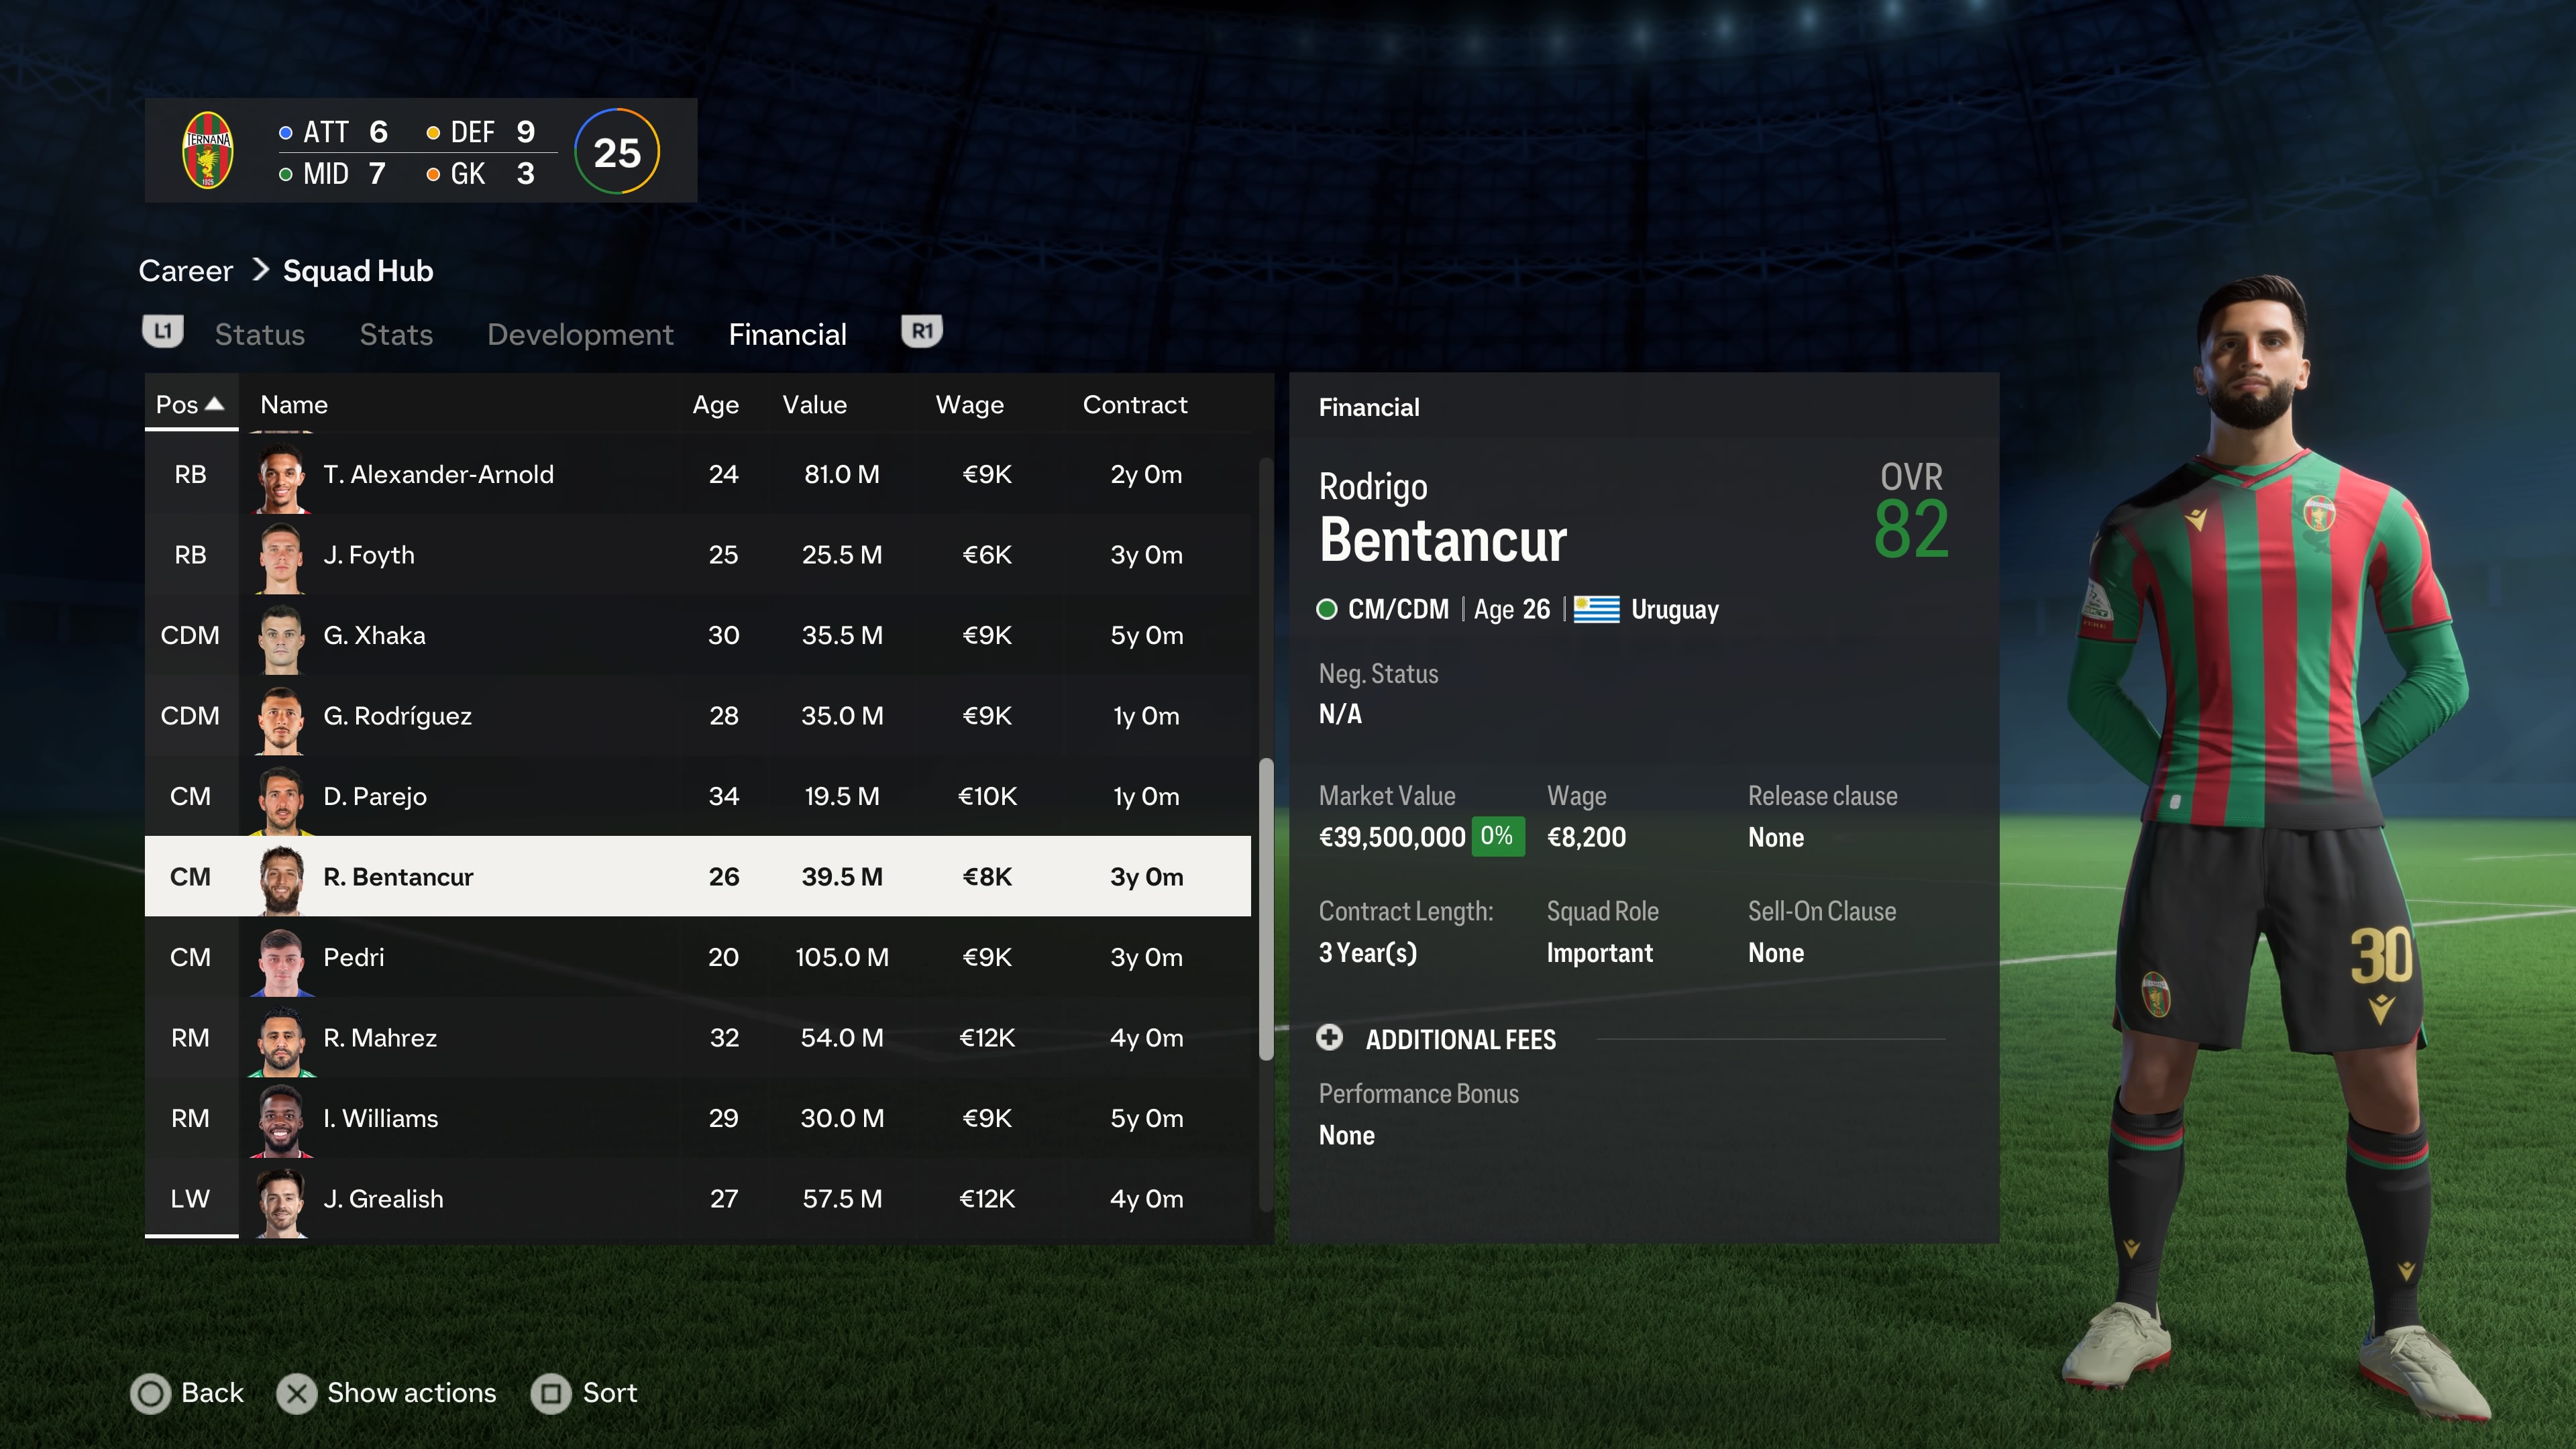 TERNANA
1925
ATT 6 DEF 9
MID 7 GK 3
25
Career > Squad Hub
L1 Status Stats Development Financial R1
Pos Name Age Value Wage Contract
RB T. Alexander-Arnold 24 81.0 M €9K 2y 0m
RB J. Foyth 25 25.5 M €6K 3y 0m
CDM G. Xhaka 30 35.5 M €9K 5y 0m
CDM G. Rodríguez 28 35.0 M €9K 1y 0m
CM D. Parejo 34 19.5 M €10K 1y 0m
CM R. Bentancur 26 39.5 M €8K 3y 0m
CM Pedri 20 105.0 M €9K 3y 0m
RM R. Mahrez 32 54.0 M €12K 4y 0m
RM I. Williams 29 30.0 M €9K 5y 0m
LW J. Grealish 27 57.5 M €12K 4y 0m
Financial
Rodrigo
Bentancur
OVR
82
CM/CDM | Age 26 | Uruguay
Neg. Status
N/A
Market Value Wage Release clause
€39,500,000 0% €8,200 None
Contract Length: Squad Role Sell-On Clause
3 Year(s) Important None
ADDITIONAL FEES
Performance Bonus
None
30
Back Show actions Sort